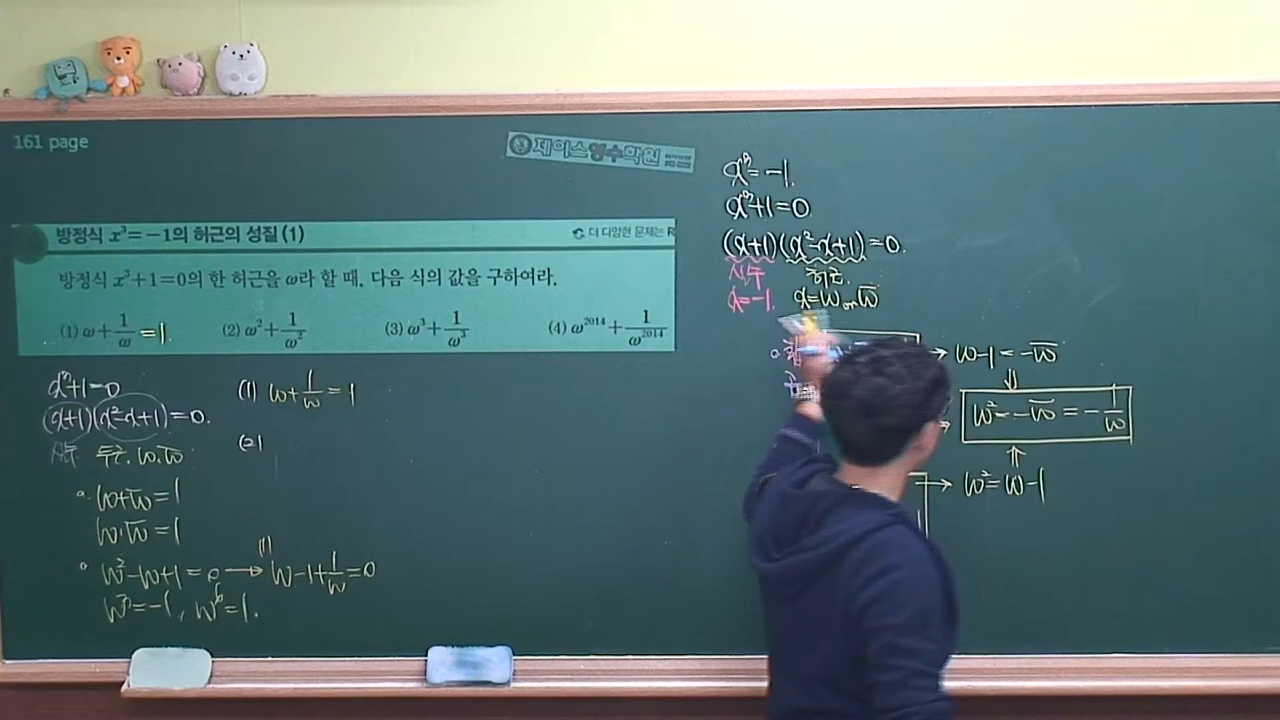 161 page
제이스영수학원
방정식 x³=-1의 허근의 성질 (1)
더 다양한 문제는 R
방정식 x³+1=0의 한 허근을 ω라 할 때, 다음 식의 값을 구하여라.
(1) ω+1/ω =1
(2) ω²+1/ω²
(3) ω³+1/ω³
(4) ω²⁰¹⁴+1/ω²⁰¹⁴
x³+1=0
(x+1)(x²-x+1)=0.
두근. ω. ω̅
ω+ω̅=1
ω·ω̅=1
ω²-ω+1=0 → (1) ω-1+1/ω=0
ω³=-1, ω⁶=1.
(1) ω+1/ω=1
(2)
x³=-1.
x³+1=0
(x+1)(x²-x+1)=0.
실수 허근.
x=-1. x=ω or ω̅
→ ω-1=-ω̅
⇓
ω²=-ω̅=-1/ω
⇑
→ ω²=ω-1